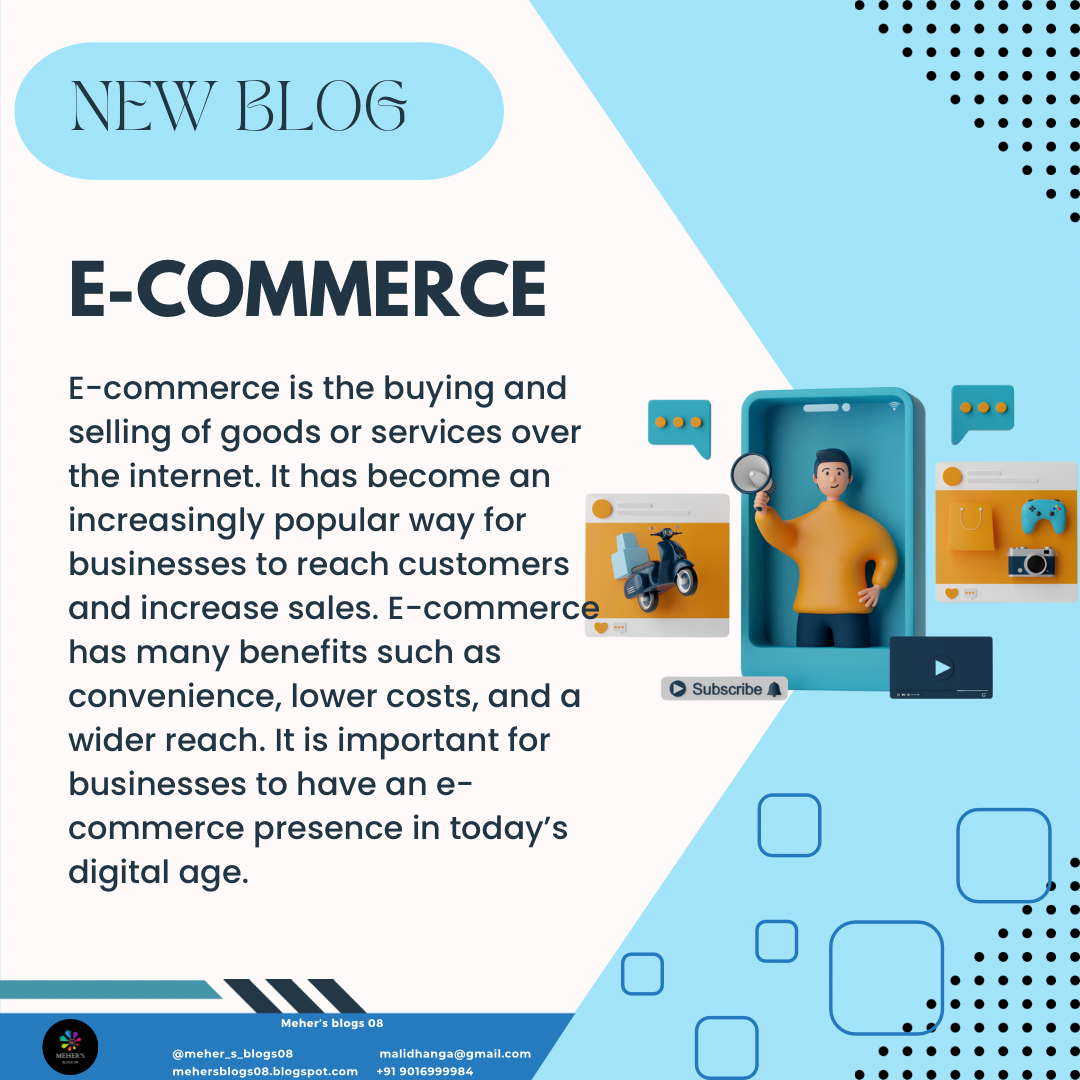 NEW BLOG
E-COMMERCE
E-commerce is the buying and
selling of goods or services over
the internet. It has become an
increasingly popular way for
businesses to reach customers
and increase sales. E-commerce
has many benefits such as
convenience, lower costs, and a
wider reach. It is important for
businesses to have an e-
commerce presence in today’s
digital age.
Subscribe
Meher's blogs 08
@meher_s_blogs08 malidhanga@gmail.com
mehersblogs08.blogspot.com +91 9016999984
MEHER'S